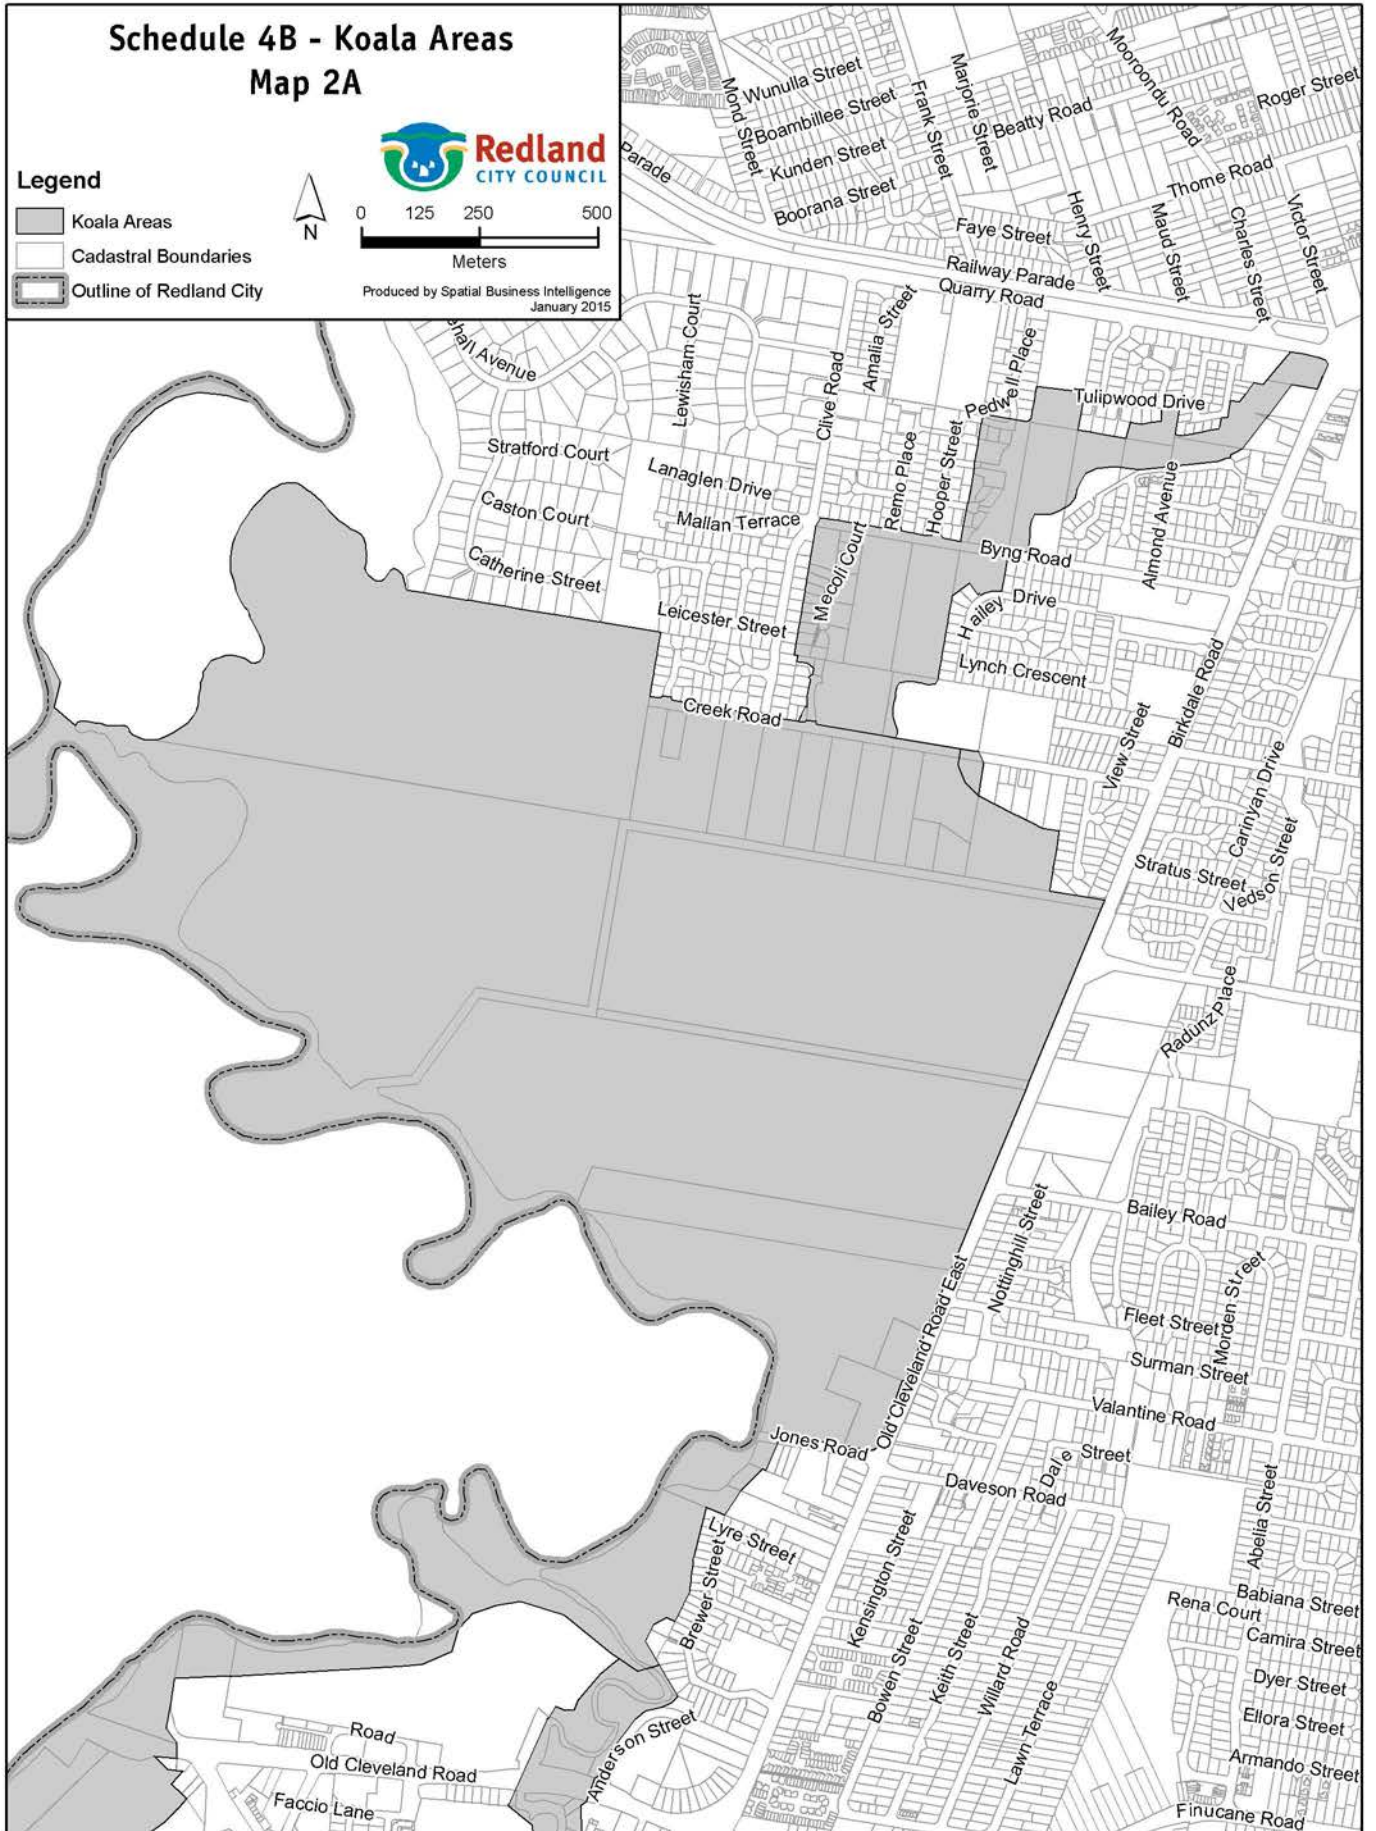 Schedule 4B - Koala Areas
Map 2A
Redland
CITY COUNCIL
Legend
Koala Areas
Cadastral Boundaries
Outline of Redland City
N
0 125 250 500
Meters
Produced by Spatial Business Intelligence
January 2015
Mooroondu Road
Marjorie Street
Wunulla Street
Mond Street
Frank Street
Roger Street
Boambillee Street
Beatty Road
Parade
Kunden Street
Thorne Road
Boorana Street
Henry Street
Maud Street
Charles Street
Victor Street
Faye Street
Railway Parade
Quarry Road
Amalia Street
Lewisham Court
hall Avenue
Clive Road
Pedwell Place
Tulipwood Drive
Stratford Court
Lanaglen Drive
Remo Place
Hooper Street
Almond Avenue
Caston Court
Mallan Terrace
Mecoli Court
Byng Road
Catherine Street
Leicester Street
Hailey Drive
Lynch Crescent
Birkdale Road
Creek Road
View Street
Carinyan Drive
Stratus Street
Vedson Street
Radunz Place
Nottinghill Street
Bailey Road
Old Cleveland Road East
Morden Street
Fleet Street
Surman Street
Valantine Road
Jones Road
Dale Street
Daveson Road
Abelia Street
Lyre Street
Brewer Street
Kensington Street
Bowen Street
Keith Street
Willard Road
Lawn Terrace
Babiana Street
Rena Court
Camira Street
Dyer Street
Ellora Street
Armando Street
Finucane Road
Anderson Street
Road
Old Cleveland Road
Faccio Lane